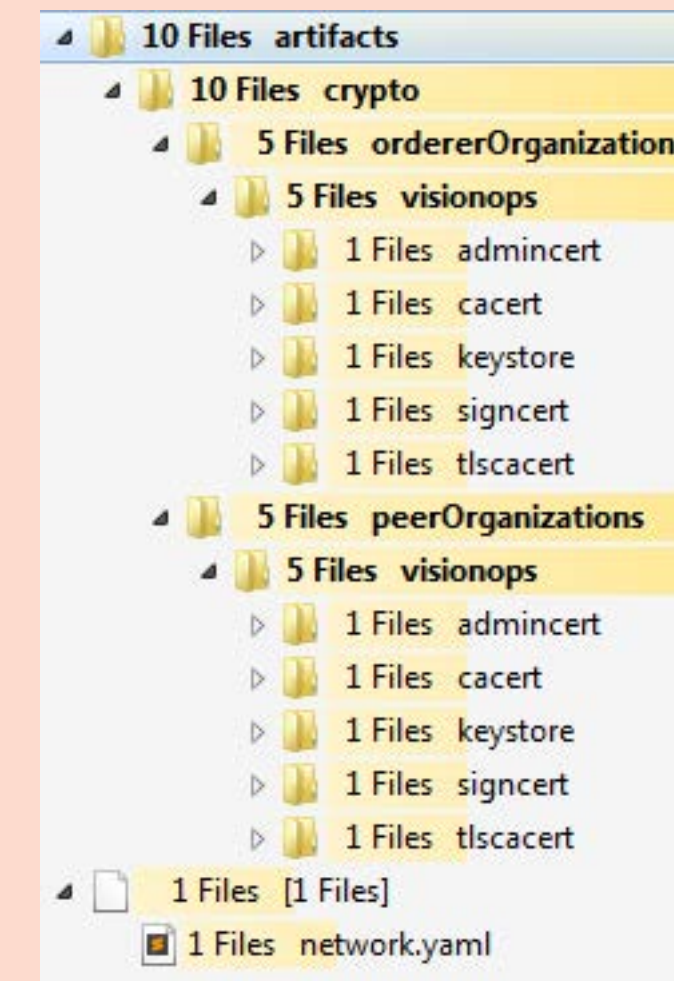 10 Files artifacts
10 Files crypto
5 Files ordererOrganization
5 Files visionops
1 Files admincert
1 Files cacert
1 Files keystore
1 Files signcert
1 Files tlscacert
5 Files peerOrganizations
5 Files visionops
1 Files admincert
1 Files cacert
1 Files keystore
1 Files signcert
1 Files tlscacert
1 Files [1 Files]
1 Files network.yaml